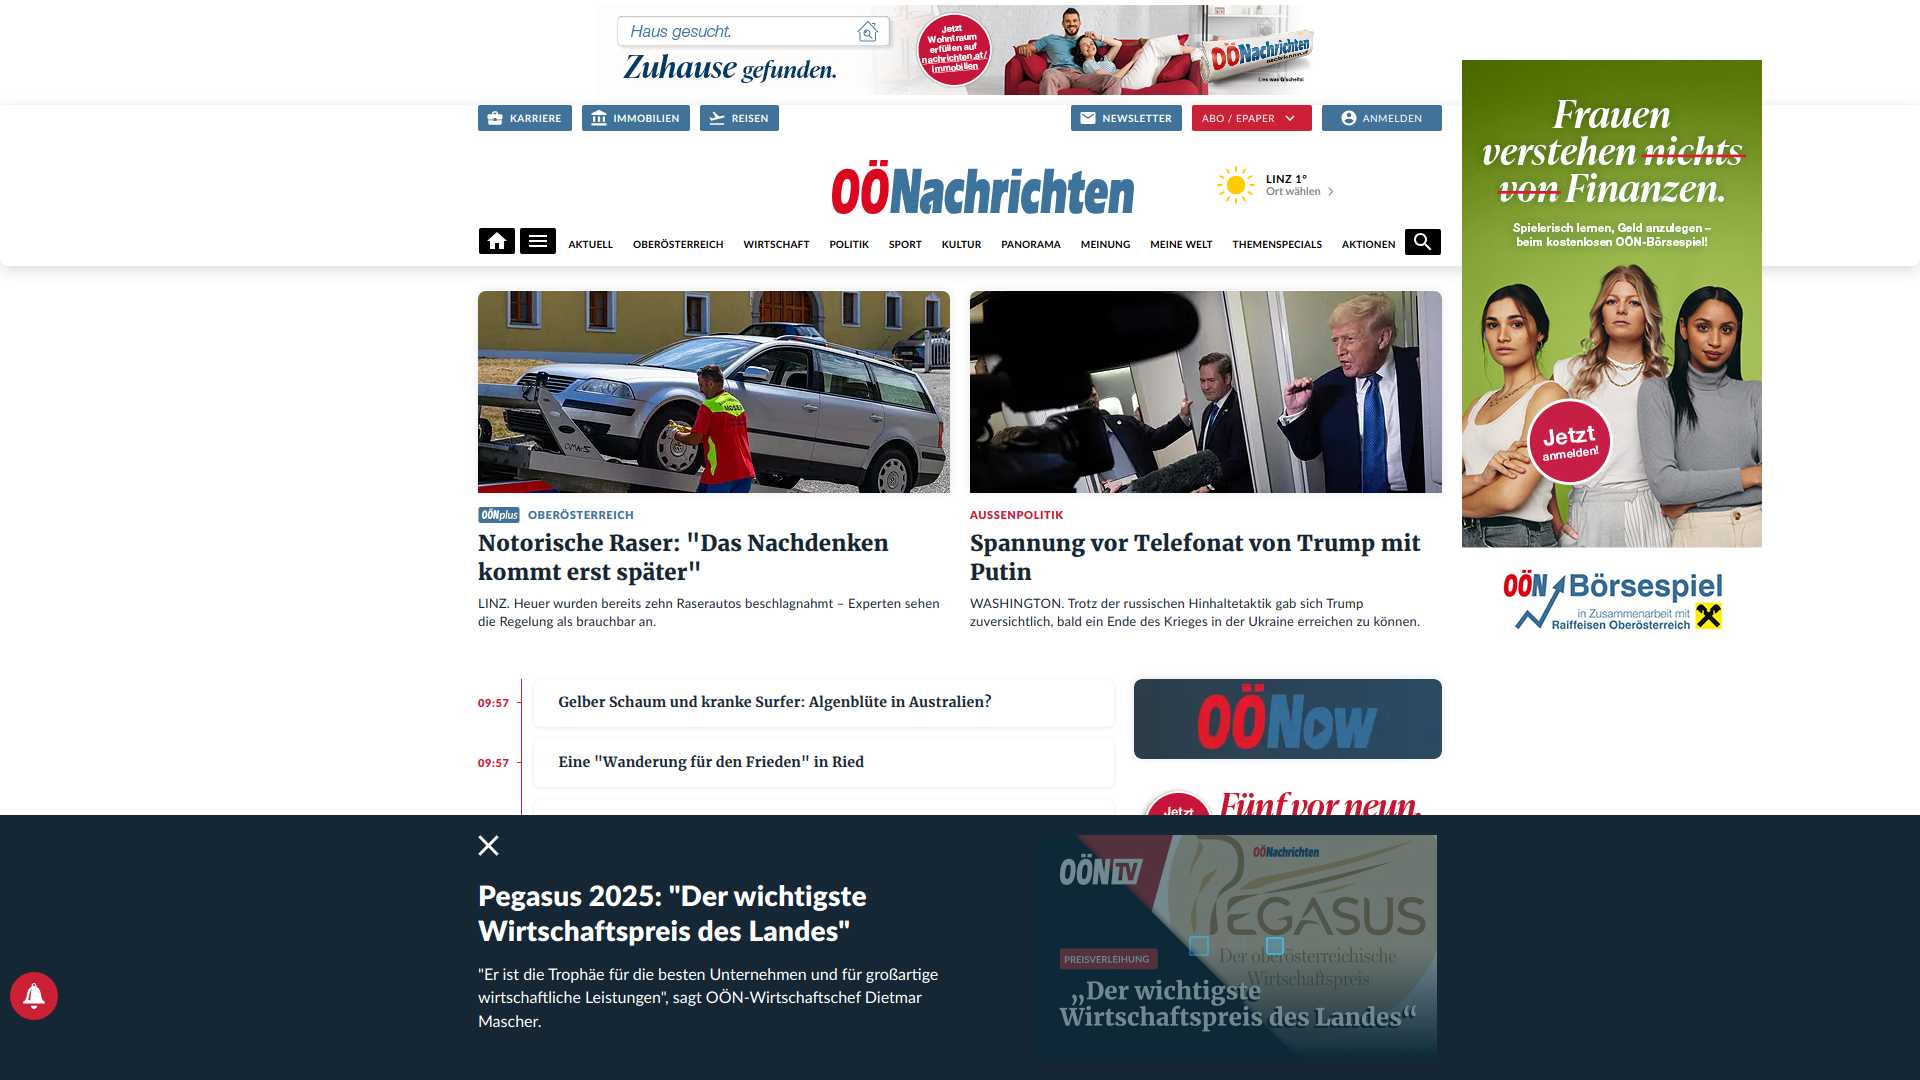 Haus gesucht.
Zuhause gefunden.
Jetzt
Wohntraum
erfüllen auf
nachrichten.at/
immobilien
OÖNachrichten
Lies was G'scheits!
KARRIERE
IMMOBILIEN
REISEN
NEWSLETTER
ABO / EPAPER
ANMELDEN
OÖNachrichten
LINZ 1°
Ort wählen
AKTUELL
OBERÖSTERREICH
WIRTSCHAFT
POLITIK
SPORT
KULTUR
PANORAMA
MEINUNG
MEINE WELT
THEMENSPECIALS
AKTIONEN
Frauen
verstehen nichts
von Finanzen.
Spielerisch lernen, Geld anzulegen –
beim kostenlosen OÖN-Börsespiel!
Jetzt
anmelden!
OÖN Börsespiel
in Zusammenarbeit mit
Raiffeisen Oberösterreich
MOSER
OÖNplus OBERÖSTERREICH
Notorische Raser: "Das Nachdenken
kommt erst später"
LINZ. Heuer wurden bereits zehn Raserautos beschlagnahmt – Experten sehen
die Regelung als brauchbar an.
AUSSENPOLITIK
Spannung vor Telefonat von Trump mit
Putin
WASHINGTON. Trotz der russischen Hinhaltetaktik gab sich Trump
zuversichtlich, bald ein Ende des Krieges in der Ukraine erreichen zu können.
09:57
Gelber Schaum und kranke Surfer: Algenblüte in Australien?
09:57
Eine "Wanderung für den Frieden" in Ried
OÖNow
Jetzt
Fünf vor neun.
Pegasus 2025: "Der wichtigste
Wirtschaftspreis des Landes"
"Er ist die Trophäe für die besten Unternehmen und für großartige
wirtschaftliche Leistungen", sagt OÖN-Wirtschaftschef Dietmar
Mascher.
OÖN TV
OÖNachrichten
PEGASUS
Der oberösterreichische
Wirtschaftspreis
PREISVERLEIHUNG
„Der wichtigste
Wirtschaftspreis des Landes“